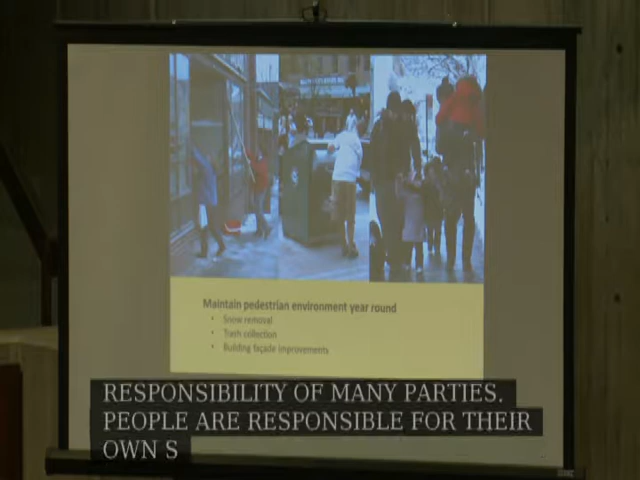 Maintain pedestrian environment year round
• Snow removal
• Trash collection
• Building façade improvements
RESPONSIBILITY OF MANY PARTIES.
PEOPLE ARE RESPONSIBLE FOR THEIR
OWN S